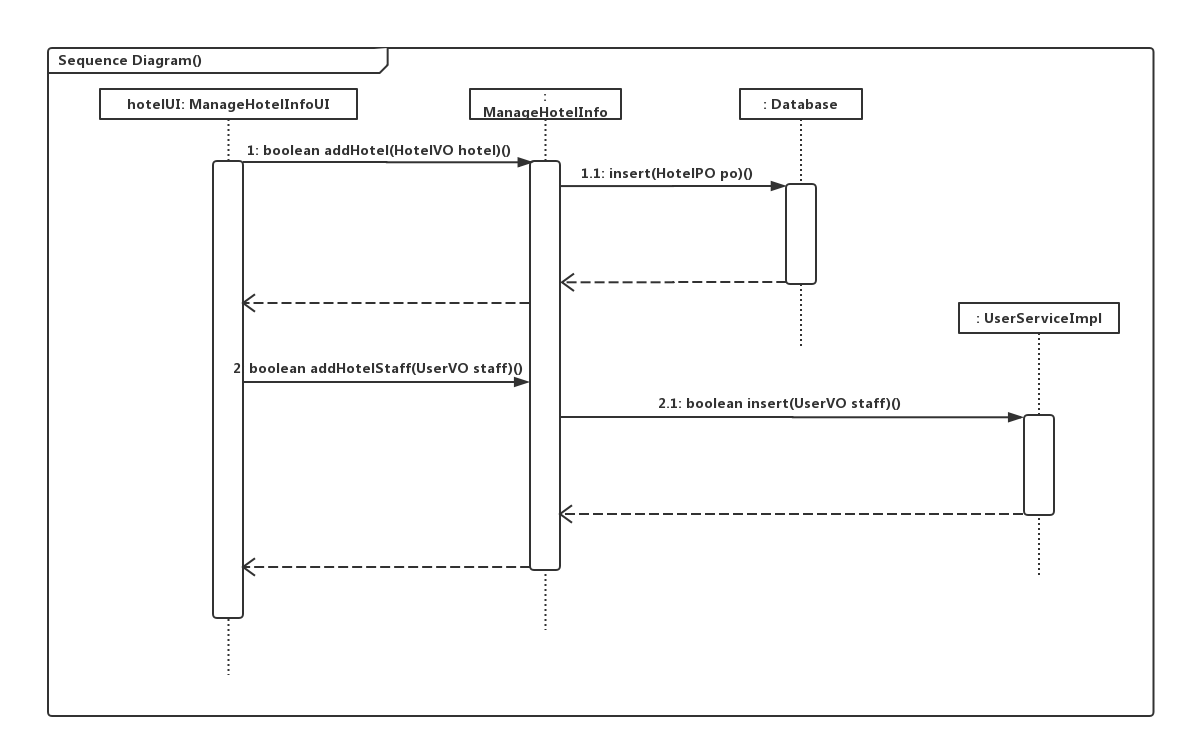 Sequence Diagram()
hotelUI: ManageHotelInfoUI
:
ManageHotelInfo
: Database
1: boolean addHotel(HotelVO hotel)()
1.1: insert(HotelPO po)()
: UserServiceImpl
2 boolean addHotelStaff(UserVO staff)()
2.1: boolean insert(UserVO staff)()